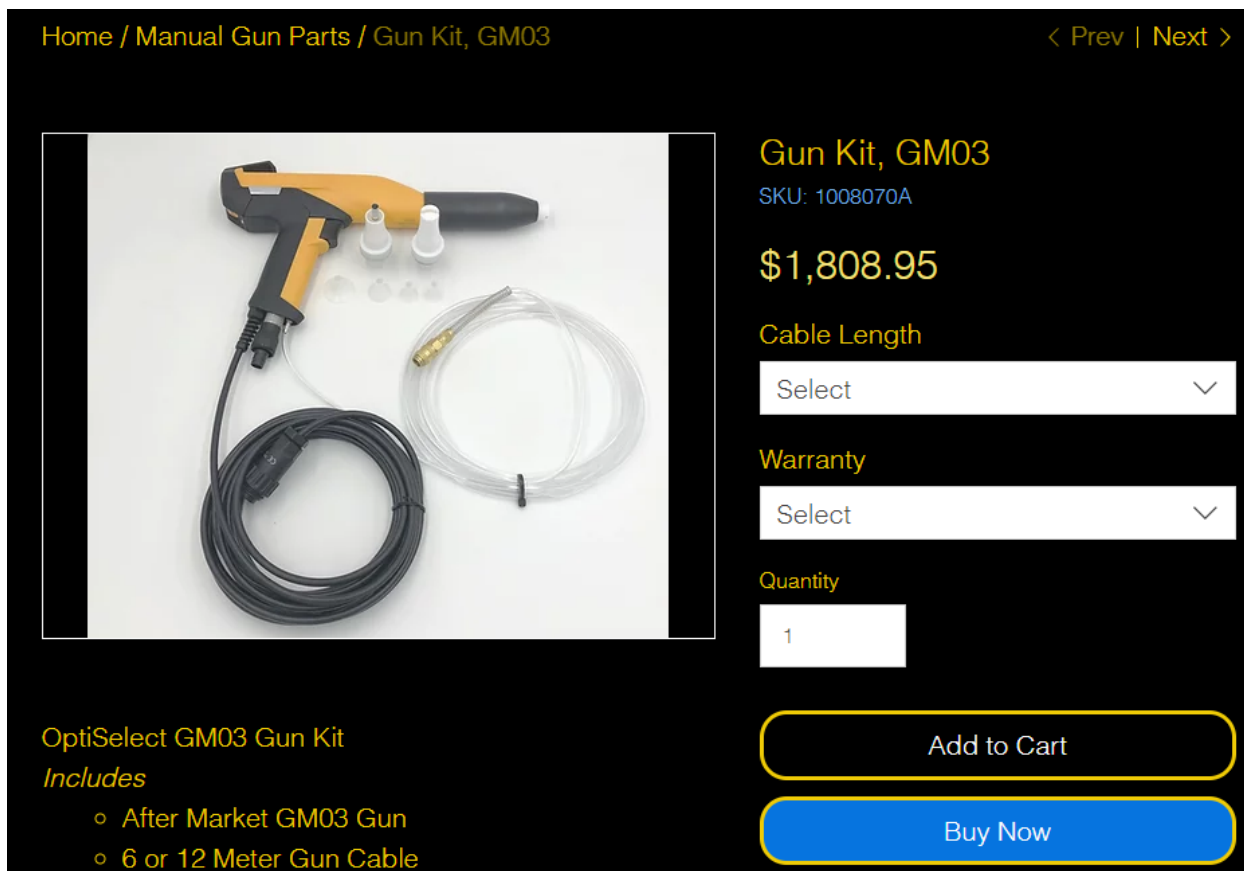 Home / Manual Gun Parts / Gun Kit, GM03
< Prev | Next >
Gun Kit, GM03
SKU: 1008070A
$1,808.95
Cable Length
Select
Warranty
Select
Quantity
1
Add to Cart
Buy Now
OptiSelect GM03 Gun Kit
Includes
After Market GM03 Gun
6 or 12 Meter Gun Cable